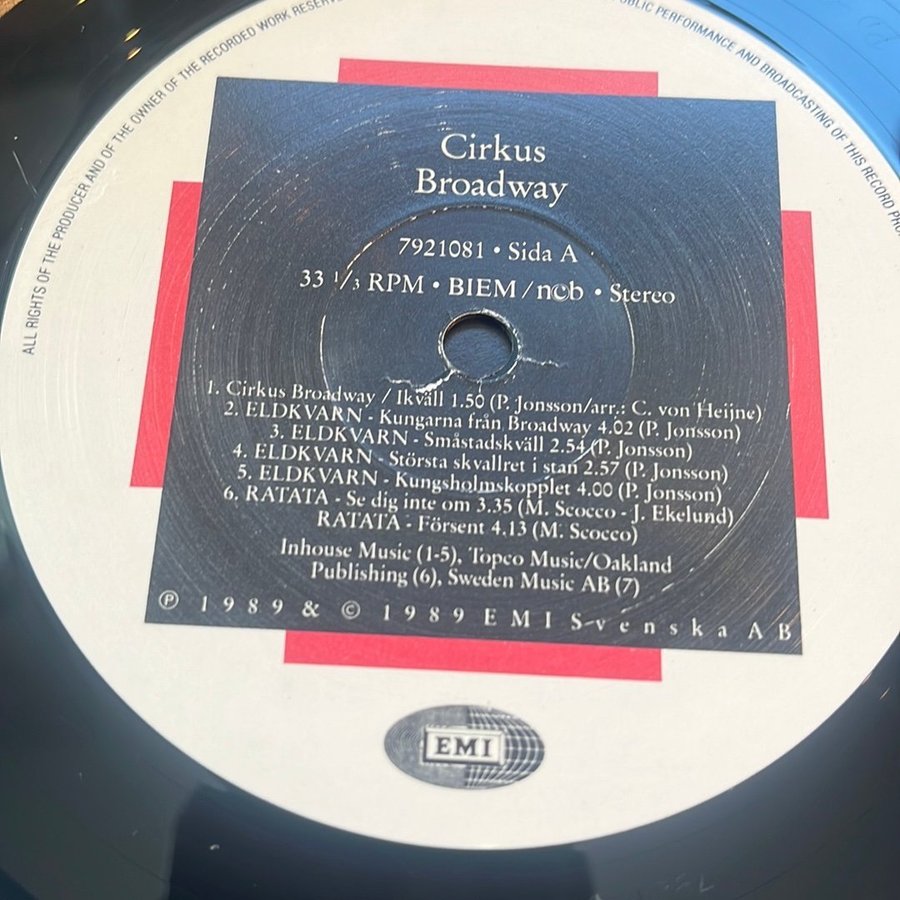 ALL RIGHTS OF THE PRODUCER AND OF THE OWNER OF THE RECORDED WORK
PUBLIC PERFORMANCE AND BROADCASTING OF THIS RECORD
Cirkus
Broadway
7921081 • Sida A
33 1/3 RPM • BIEM / ncb • Stereo
1. Cirkus Broadway / Ikväll 1.50 (P. Jonsson/arr.: C. von Heijne)
2. ELDKVARN - Kungarna från Broadway 4.02 (P. Jonsson)
3. ELDKVARN - Småstadskväll 2.54 (P. Jonsson)
4. ELDKVARN - Största skvallret i stan 2.57 (P. Jonsson)
5. ELDKVARN - Kungsholmskopplet 4.00 (P. Jonsson)
6. RATATA - Se dig inte om 3.35 (M. Scocco - J. Ekelund)
RATATA - Försent 4.13 (M. Scocco)
Inhouse Music (1-5), Topco Music/Oakland
Publishing (6), Sweden Music AB (7)
℗ 1989 & © 1989 EMI Svenska AB
EMI